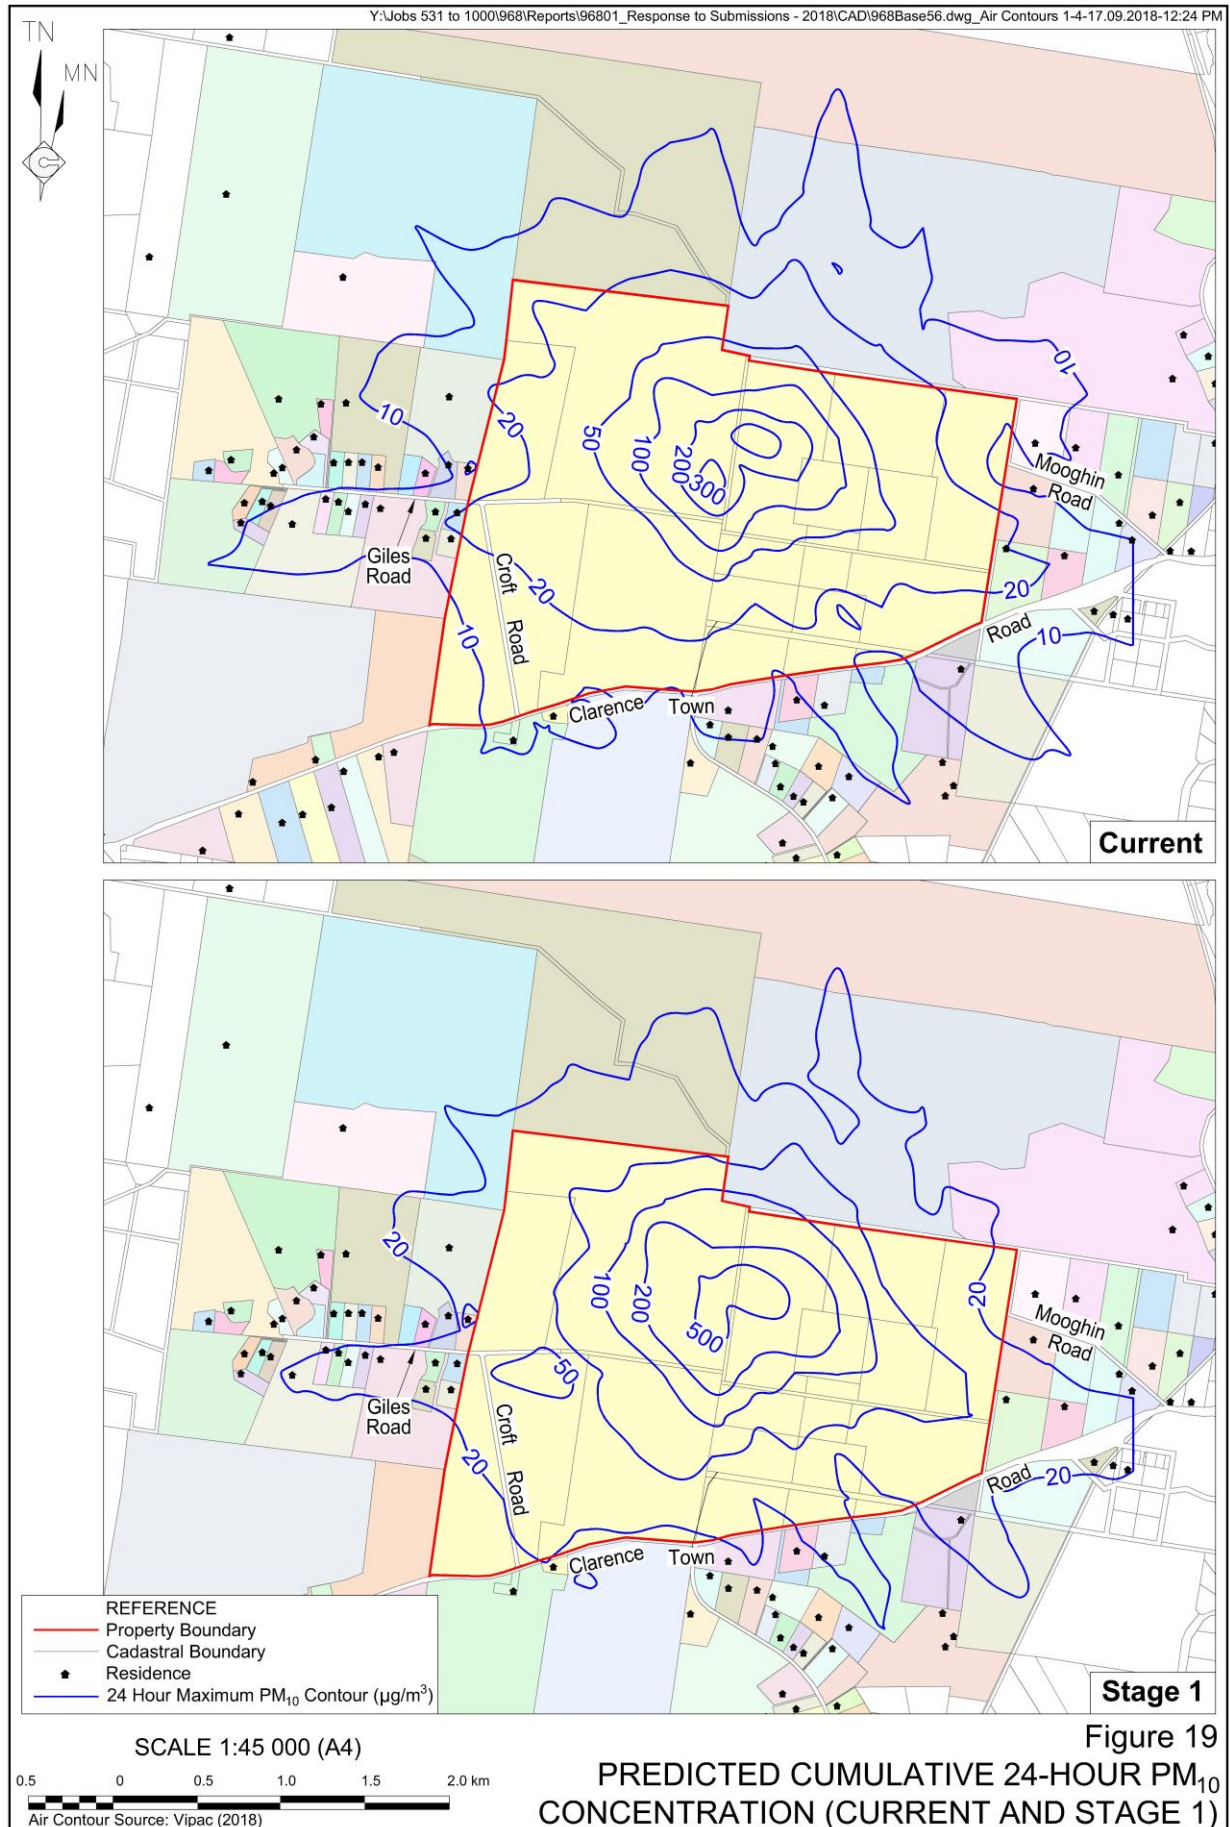 Y:\Jobs 531 to 1000\968\Reports\96801_Response to Submissions - 2018\CAD\968Base56.dwg_Air Contours 1-4-17.09.2018-12:24 PM
TN
MN
10
10
20
50
100
200
300
Mooghin
Road
Giles
Road
Croft
Road
20
20
10
Road
10
Clarence Town
Current
20
20
100
200
500
Mooghin
Road
50
Giles
Road
Croft
Road
20
Road
20
Clarence Town
REFERENCE
Property Boundary
Cadastral Boundary
Residence
24 Hour Maximum PM10 Contour (µg/m³)
Stage 1
SCALE 1:45 000 (A4)
0.5 0 0.5 1.0 1.5 2.0 km
Air Contour Source: Vipac (2018)
Figure 19
PREDICTED CUMULATIVE 24-HOUR PM10
CONCENTRATION (CURRENT AND STAGE 1)